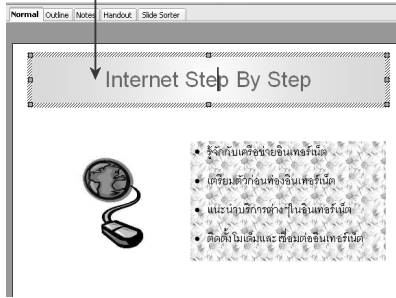 Normal Outline Notes Handout Slide Sorter
Internet Step By Step
• รู้จักกับเครือข่ายอินเทอร์เน็ต
• เตรียมตัวก่อนท่องอินเทอร์เน็ต
• แนะนำบริการต่างๆในอินเทอร์เน็ต
• ติดตั้งโมเด็มและเชื่อมต่ออินเทอร์เน็ต